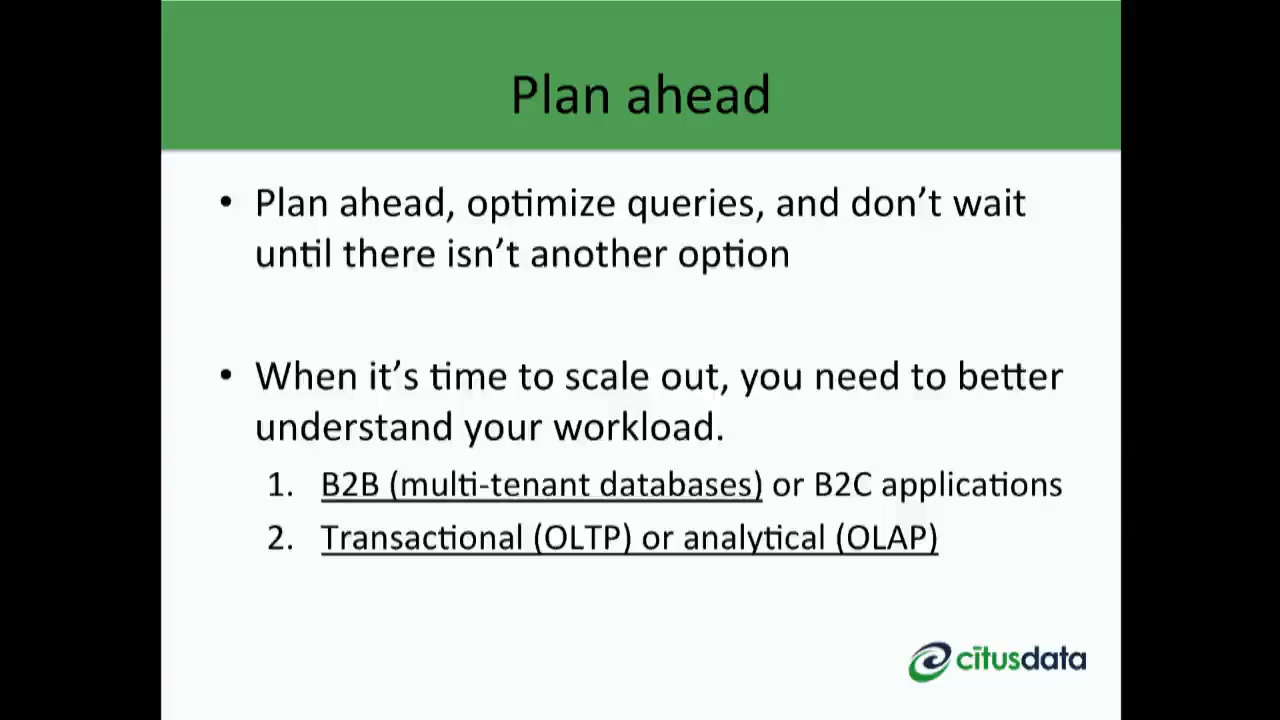 Plan ahead
• Plan ahead, optimize queries, and don’t wait
until there isn’t another option
• When it’s time to scale out, you need to better
understand your workload.
1. B2B (multi-tenant databases) or B2C applications
2. Transactional (OLTP) or analytical (OLAP)
citusdata